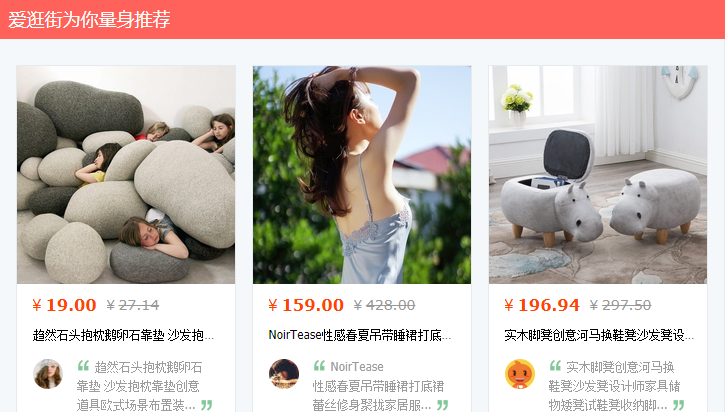 爱逛街为你量身推荐
¥ 19.00 ¥ 27.14
趋然石头抱枕鹅卵石靠垫 沙发抱...
趋然石头抱枕鹅卵石
靠垫 沙发抱枕靠垫创意
道具欧式场景布置装...
¥ 159.00 ¥ 428.00
NoirTease性感春夏吊带睡裙打底...
NoirTease
性感春夏吊带睡裙打底裙
蕾丝修身聚拢家居服...
¥ 196.94 ¥ 297.50
实木脚凳创意河马换鞋凳沙发凳设...
实木脚凳创意河马换
鞋凳沙发凳设计师家具储
物矮凳试鞋凳收纳脚...